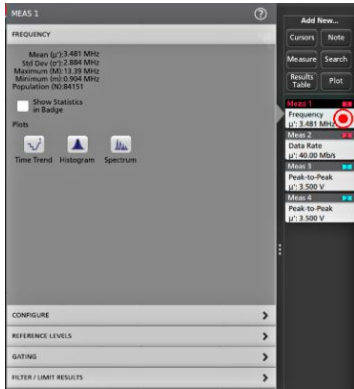 MEAS 1
?
FREQUENCY
Mean (µ'):3.481 MHz
Std Dev (σ'):2.884 MHz
Maximum (M):13.39 MHz
Minimum (m):0.904 MHz
Population (N):84151
Show Statistics
in Badge
Plots
Time Trend Histogram Spectrum
CONFIGURE
REFERENCE LEVELS
GATING
FILTER / LIMIT RESULTS
Add New...
Cursors Note
Measure Search
Results
Table
Plot
Meas 1
Frequency
µ': 3.481 MHz
Meas 2
Data Rate
µ': 40.00 Mb/s
Meas 3
Peak-to-Peak
µ': 3.500 V
Meas 4
Peak-to-Peak
µ': 3.500 V